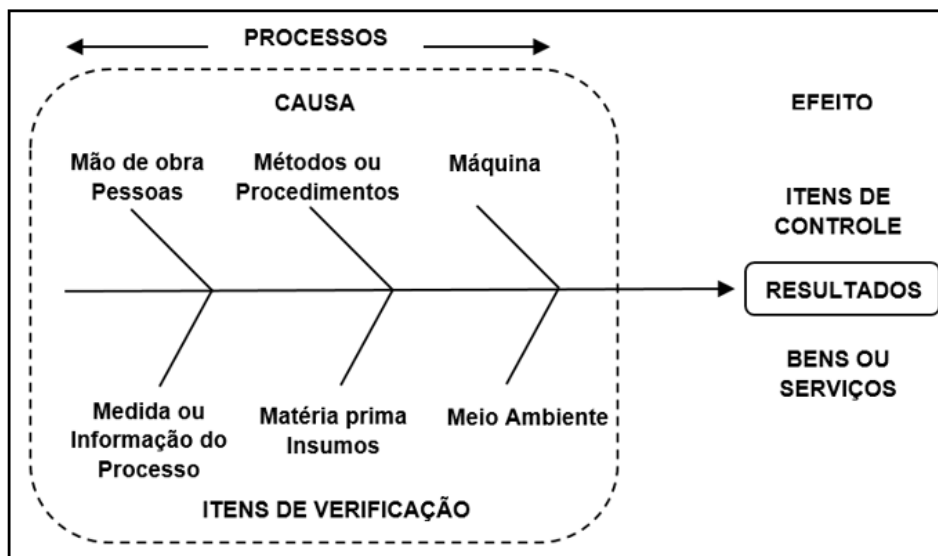 PROCESSOS
CAUSA
EFEITO
Mão de obra
Pessoas
Métodos ou
Procedimentos
Máquina
ITENS DE
CONTROLE
RESULTADOS
BENS OU
SERVIÇOS
Medida ou
Informação do
Processo
Matéria prima
Insumos
Meio Ambiente
ITENS DE VERIFICAÇÃO